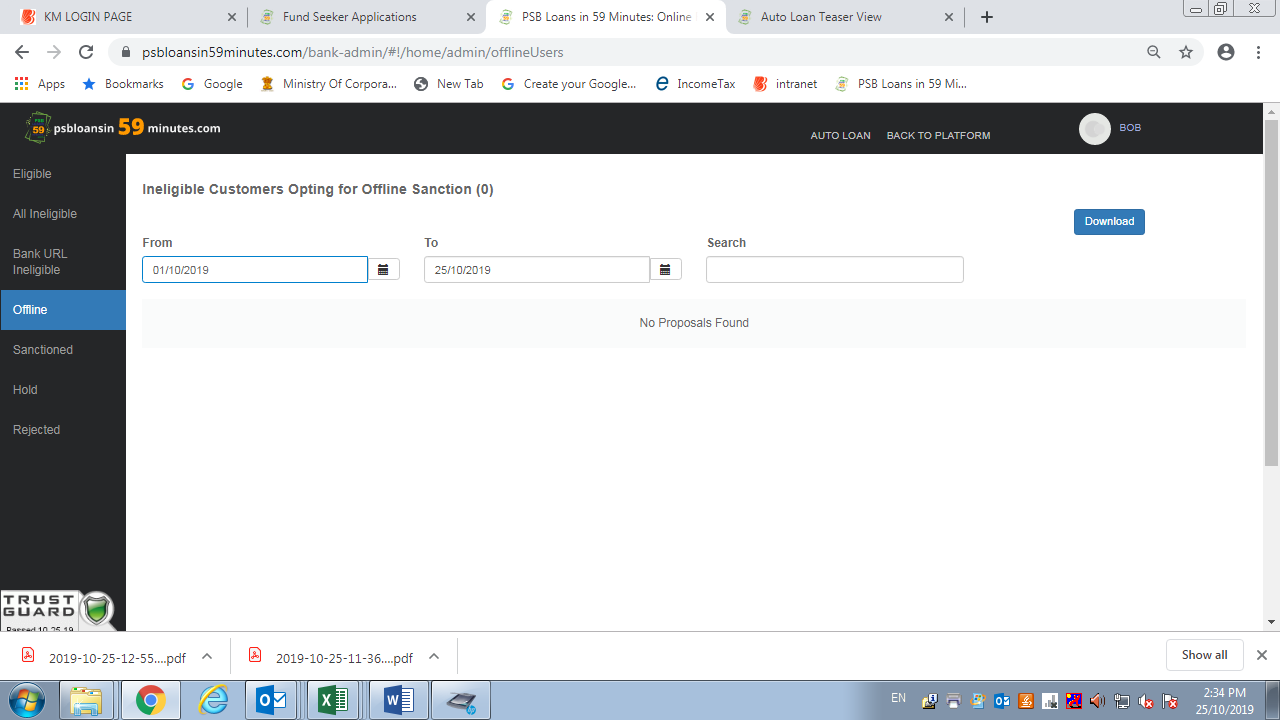 KM LOGIN PAGE
Fund Seeker Applications
PSB Loans in 59 Minutes: Online
Auto Loan Teaser View
psbloansin59minutes.com/bank-admin/#!/home/admin/offlineUsers
Apps
Bookmarks
Google
Ministry Of Corpora...
New Tab
Create your Google...
IncomeTax
intranet
PSB Loans in 59 Mi...
psbloansin 59 minutes.com
AUTO LOAN
BACK TO PLATFORM
BOB
Eligible
All Ineligible
Bank URL
Ineligible
Offline
Sanctioned
Hold
Rejected
Ineligible Customers Opting for Offline Sanction (0)
Download
From
To
Search
01/10/2019
25/10/2019
No Proposals Found
TRUST
GUARD
Passed 10-25-19
2019-10-25-12-55....pdf
2019-10-25-11-36....pdf
Show all
EN
2:34 PM
25/10/2019